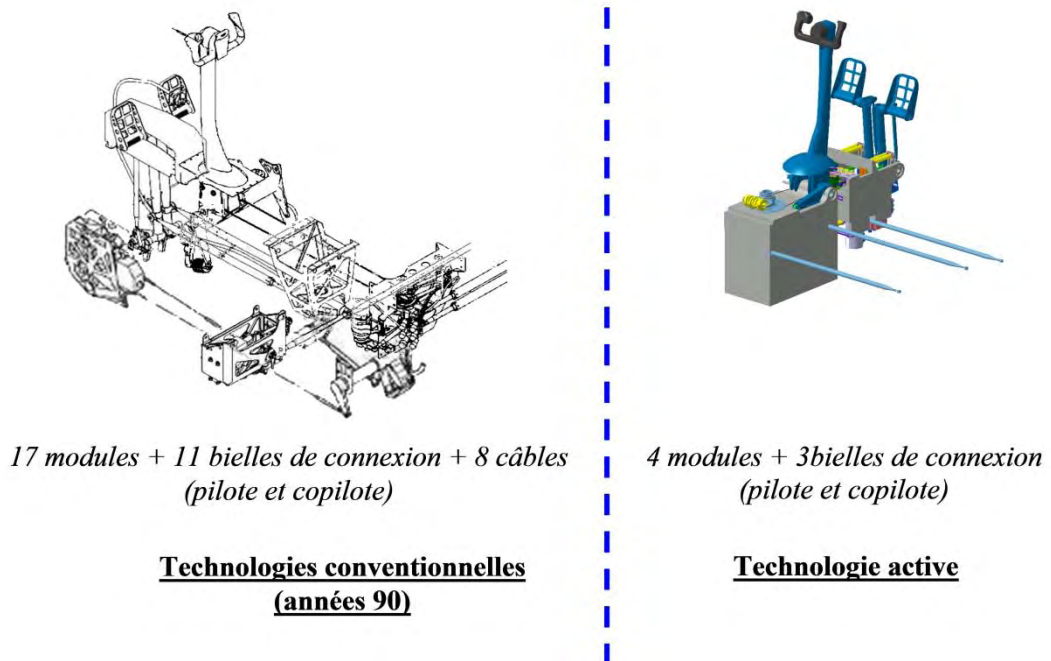 17 modules + 11 bielles de connexion + 8 câbles
(pilote et copilote)
Technologies conventionnelles
(années 90)
4 modules + 3bielles de connexion
(pilote et copilote)
Technologie active